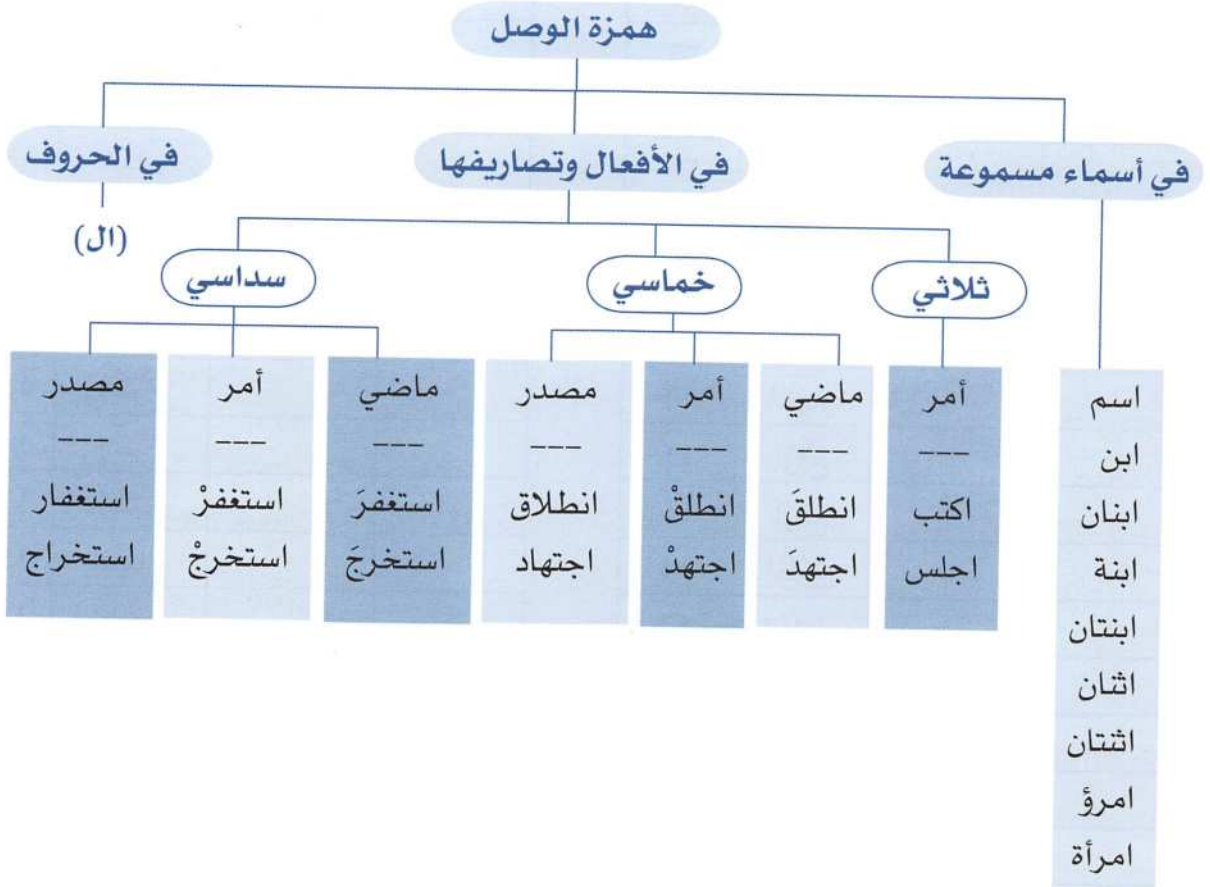 همزة الوصل
في أسماء مسموعة
في الأفعال وتصاريفها
في الحروف
(ال)
ثلاثي
خماسي
سداسي
اسم
ابن
ابنان
ابنة
ابنتان
اثنان
اثنتان
امرؤ
امرأة
أمر
---
اكتب
اجلس
ماضي
---
انطلقَ
اجتهدَ
أمر
---
انطلقْ
اجتهدْ
مصدر
---
انطلاق
اجتهاد
ماضي
---
استغفرَ
استخرجَ
أمر
---
استغفرْ
استخرجْ
مصدر
---
استغفار
استخراج